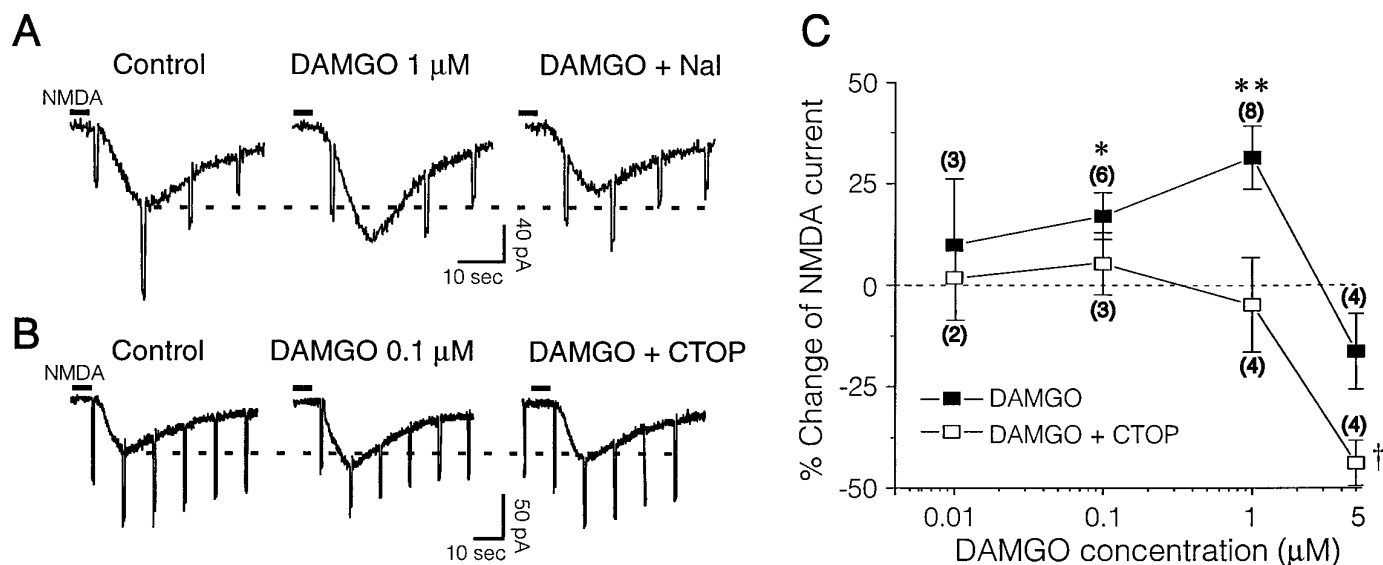 A
Control
DAMGO 1 μM
DAMGO + Nal
NMDA
40 pA
10 sec
B
Control
DAMGO 0.1 μM
DAMGO + CTOP
NMDA
50 pA
10 sec
C
% Change of NMDA current
50
25
0
-25
-50
(3)
*
(6)
**
(8)
(4)
(2)
(3)
(4)
(4)
†
DAMGO
DAMGO + CTOP
0.01
0.1
1
5
DAMGO concentration (μM)